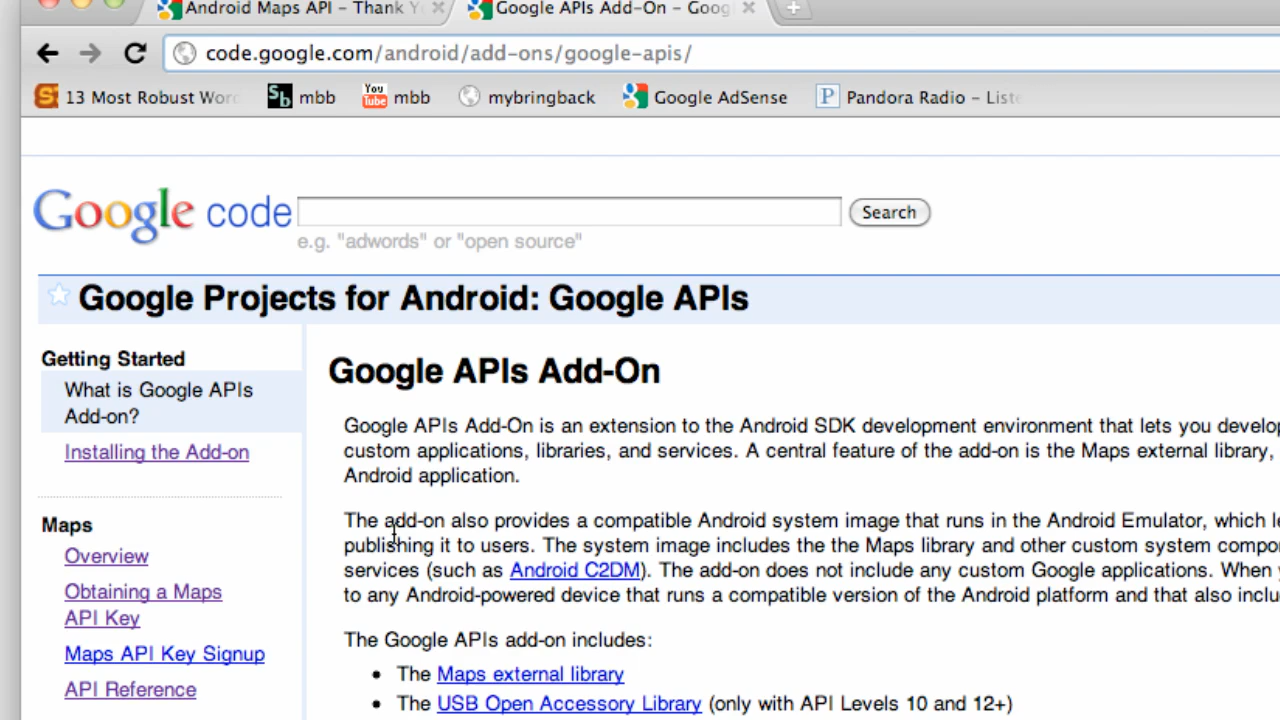 Android Maps API – Thank Y
Google APIs Add-On – Goog
code.google.com/android/add-ons/google-apis/
13 Most Robust Word
mbb
mbb
mybringback
Google AdSense
Pandora Radio – Liste
Google code
Search
e.g. "adwords" or "open source"
Google Projects for Android: Google APIs
Getting Started
What is Google APIs
Add-on?
Installing the Add-on
Maps
Overview
Obtaining a Maps
API Key
Maps API Key Signup
API Reference
Google APIs Add-On
Google APIs Add-On is an extension to the Android SDK development environment that lets you develop
custom applications, libraries, and services. A central feature of the add-on is the Maps external library,
Android application.
The add-on also provides a compatible Android system image that runs in the Android Emulator, which le
publishing it to users. The system image includes the the Maps library and other custom system compo
services (such as Android C2DM). The add-on does not include any custom Google applications. When y
to any Android-powered device that runs a compatible version of the Android platform and that also inclu
The Google APIs add-on includes:
• The Maps external library
• The USB Open Accessory Library (only with API Levels 10 and 12+)